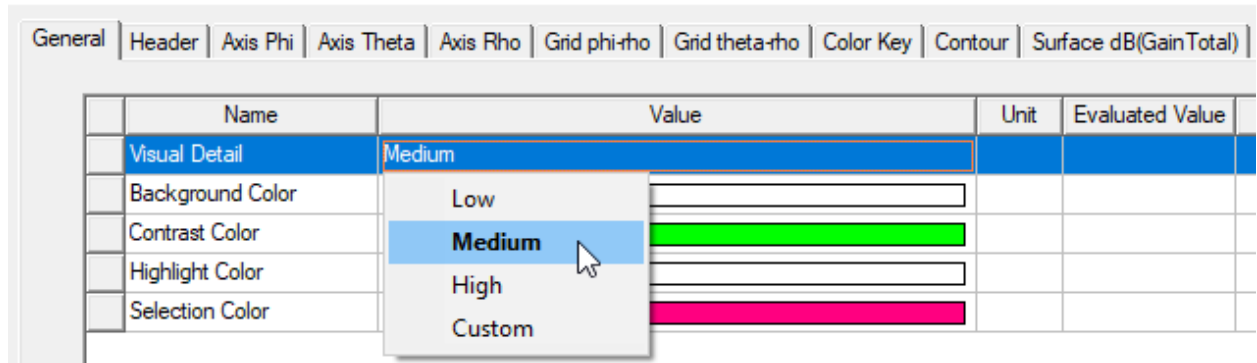 General Header Axis Phi Axis Theta Axis Rho Grid phi-rho Grid theta-rho Color Key Contour Surface dB(GainTotal)
Name Value Unit Evaluated Value
Visual Detail Medium
Background Color
Low
Contrast Color
Medium
Highlight Color
High
Selection Color
Custom